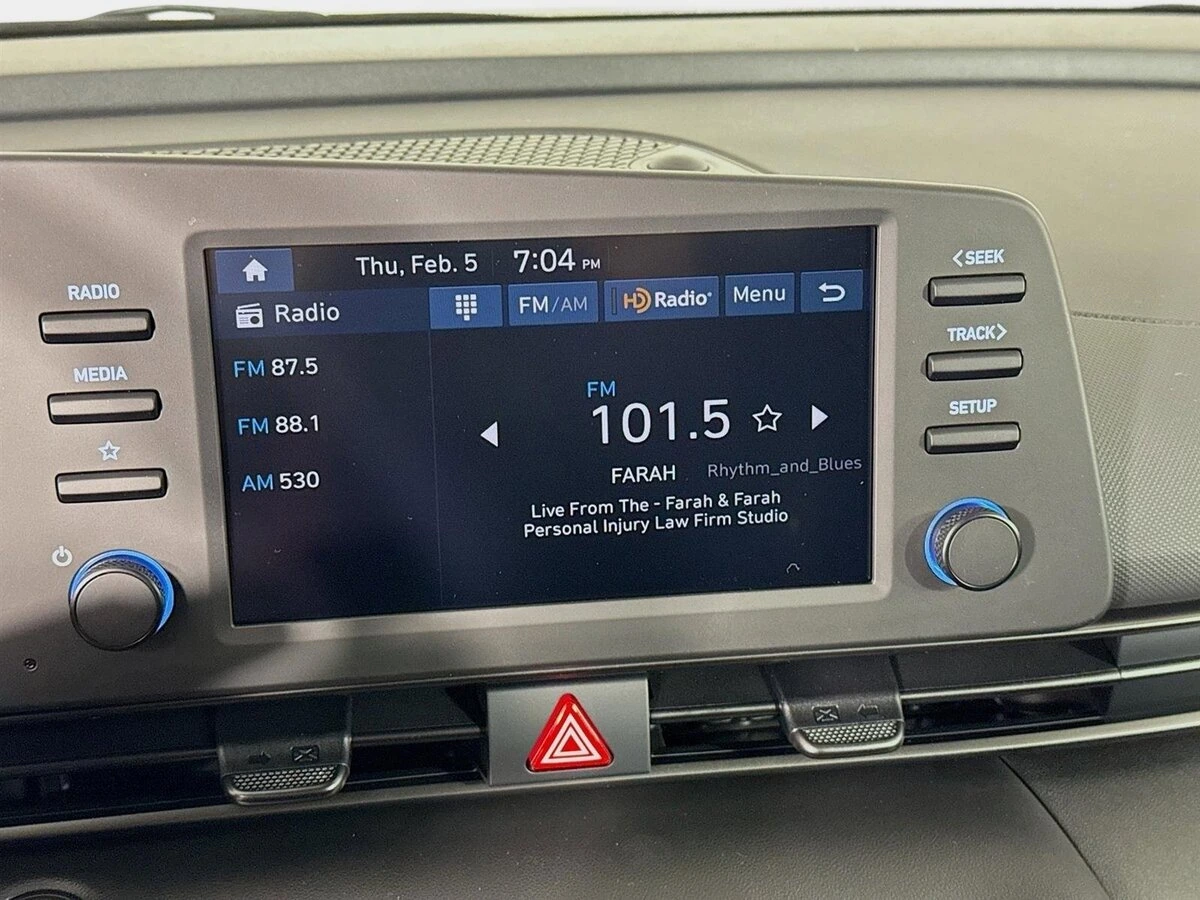 Thu, Feb. 5 7:04 PM
Radio FM/AM HD Radio® Menu
FM 87.5
FM 88.1
AM 530
FM
101.5
FARAH Rhythm_and_Blues
Live From The - Farah & Farah
Personal Injury Law Firm Studio
RADIO
MEDIA
<SEEK
TRACK>
SETUP